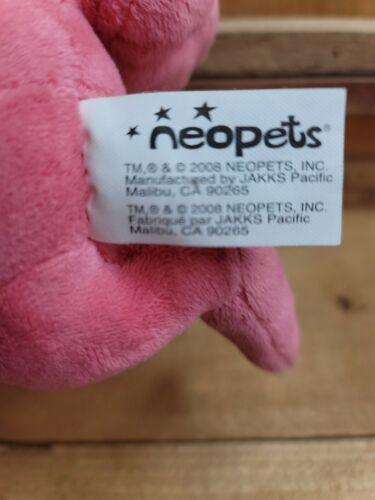 neopets®
TM,® & © 2008 NEOPETS, INC.
Manufactured by JAKKS Pacific
Malibu, CA 90265
TM,® & © 2008 NEOPETS, INC.
Fabriqué par JAKKS Pacific
Malibu, CA 90265